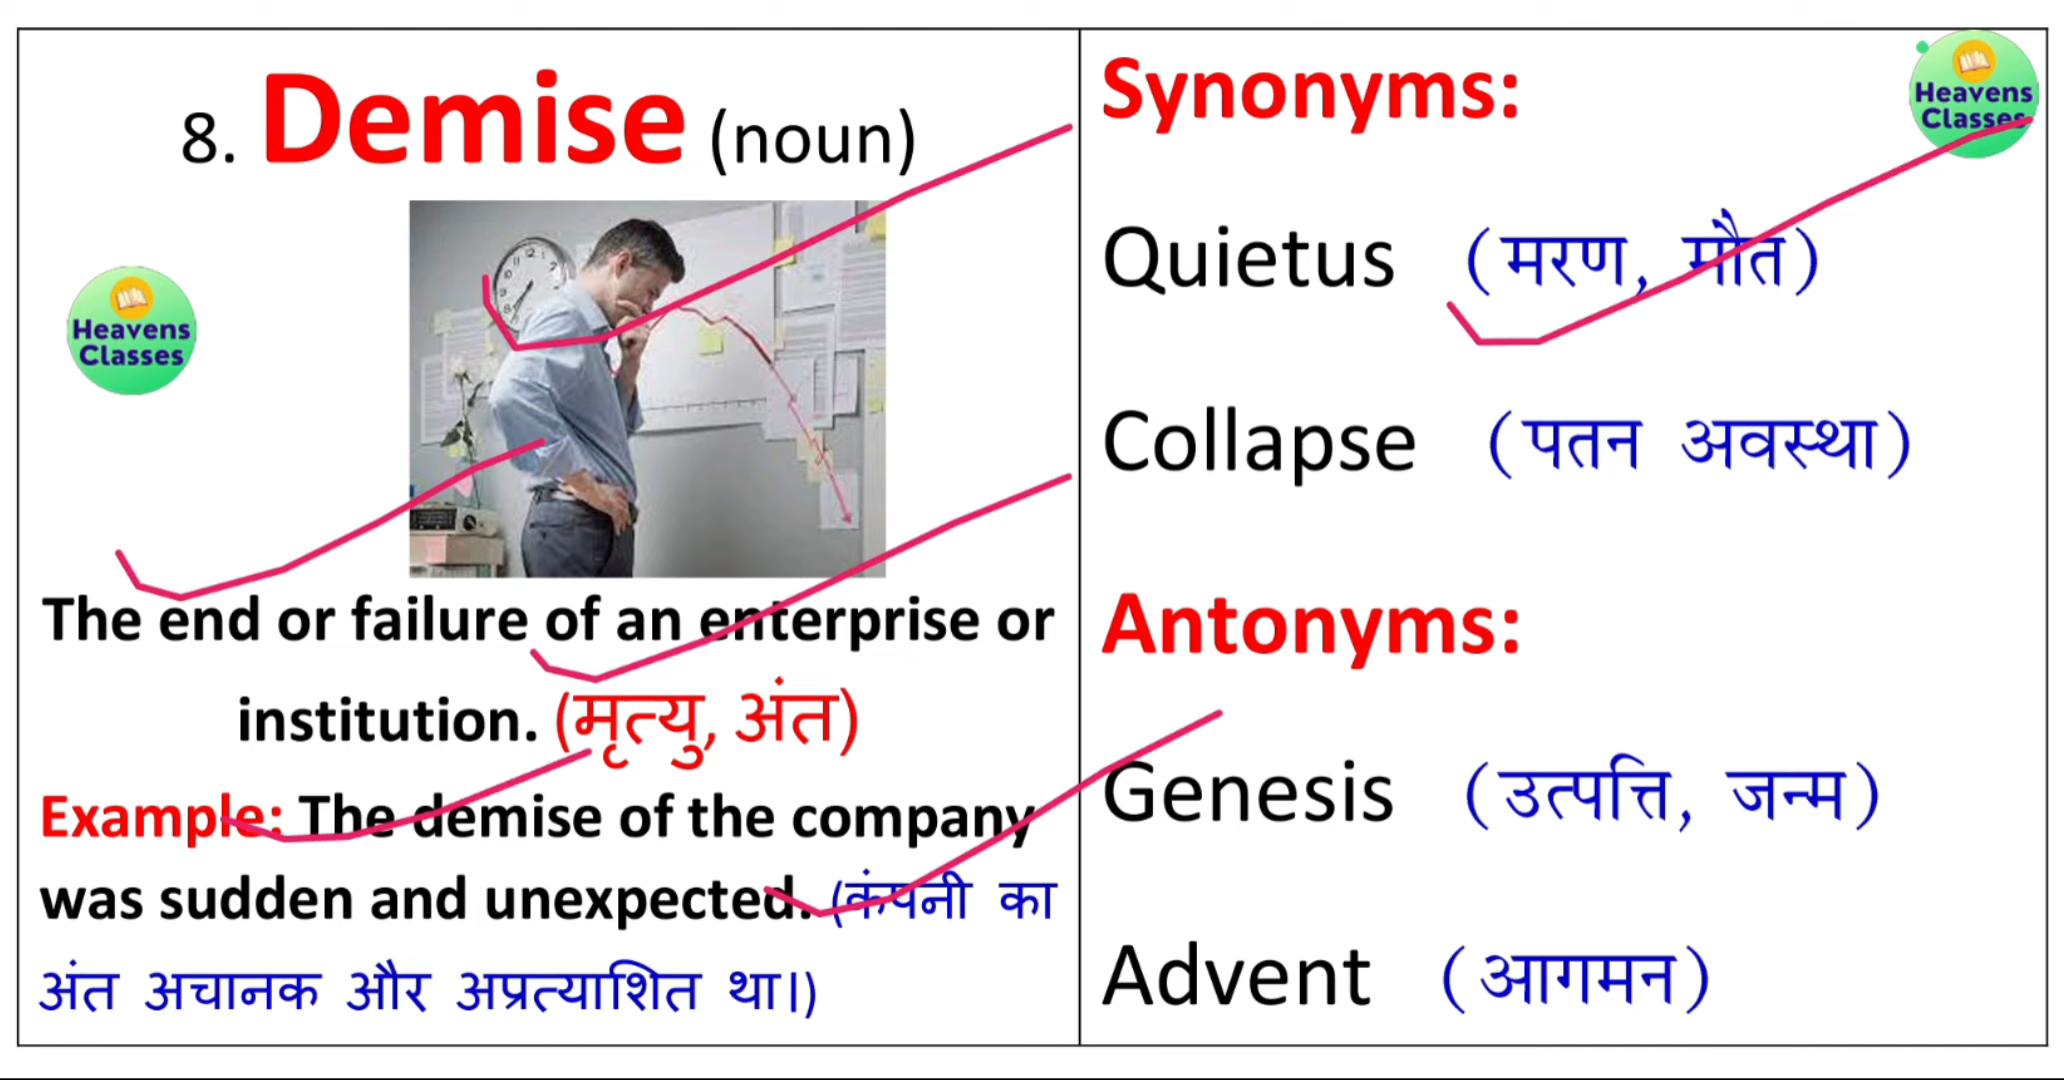 8. Demise (noun)
Heavens
Classes
The end or failure of an enterprise or
institution. (मृत्यु, अंत)
Example: The demise of the company
was sudden and unexpected. (कंपनी का
अंत अचानक और अप्रत्याशित था।)
Synonyms:
Heavens
Classes
Quietus (मरण, मौत)
Collapse (पतन अवस्था)
Antonyms:
Genesis (उत्पत्ति, जन्म)
Advent (आगमन)